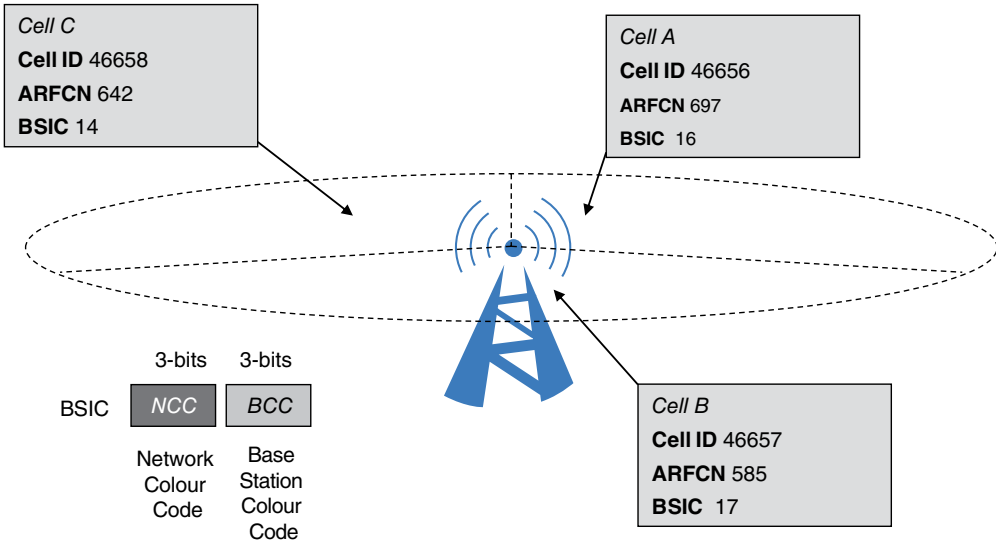 Cell C
Cell ID 46658
ARFCN 642
BSIC 14
Cell A
Cell ID 46656
ARFCN 697
BSIC 16
3-bits 3-bits
BSIC NCC BCC
Network
Colour
Code
Base
Station
Colour
Code
Cell B
Cell ID 46657
ARFCN 585
BSIC 17